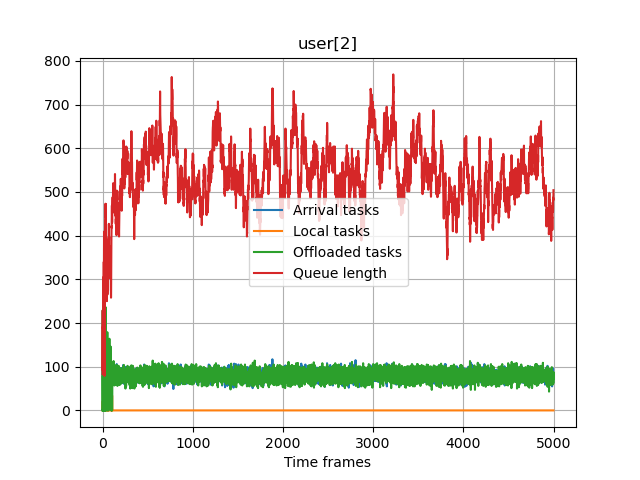 user[2]
800
700
600
500
400
300
200
100
0
Arrival tasks
Local tasks
Offloaded tasks
Queue length
0 1000 2000 3000 4000 5000
Time frames